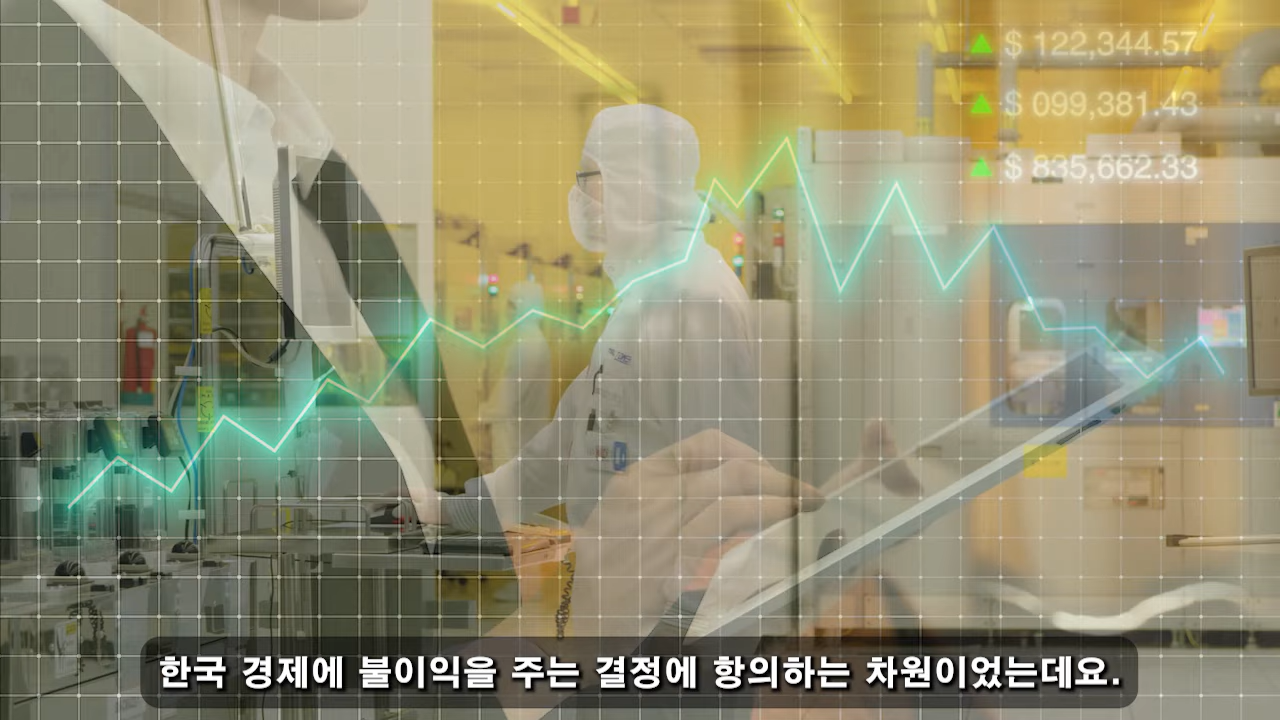 $ 122,344.57
$ 099,381.43
$ 835,662.33
한국 경제에 불이익을 주는 결정에 항의하는 차원이었는데요.